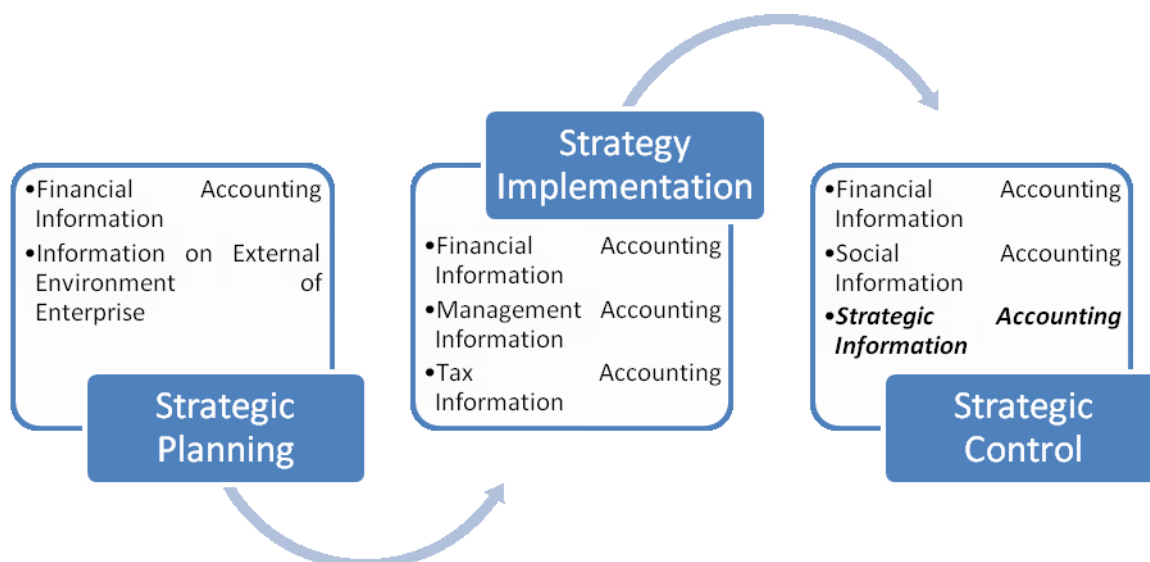 •Financial Accounting
Information
•Information on External
Environment of
Enterprise
Strategic
Planning
Strategy
Implementation
•Financial Accounting
Information
•Management Accounting
Information
•Tax Accounting
Information
•Financial Accounting
Information
•Social Accounting
Information
•Strategic Accounting
Information
Strategic
Control